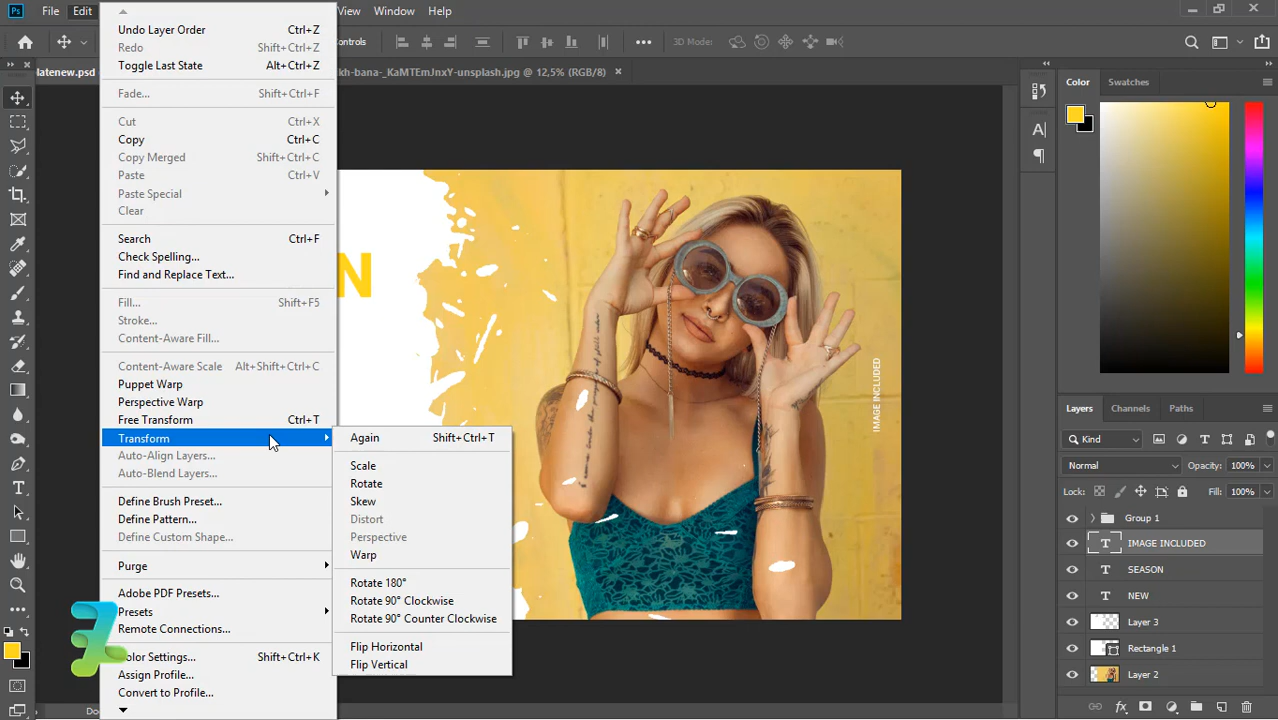 Ps
File
Edit
View
Window
Help
Controls
3D Mode:
latenew.psd
kh-bana-_KaMTEmJnxY-unsplash.jpg @ 12,5% (RGB/8)
Undo Layer Order Ctrl+Z
Redo Shift+Ctrl+Z
Toggle Last State Alt+Ctrl+Z
Fade... Shift+Ctrl+F
Cut Ctrl+X
Copy Ctrl+C
Copy Merged Shift+Ctrl+C
Paste Ctrl+V
Paste Special
Clear
Search Ctrl+F
Check Spelling...
Find and Replace Text...
Fill... Shift+F5
Stroke...
Content-Aware Fill...
Content-Aware Scale Alt+Shift+Ctrl+C
Puppet Warp
Perspective Warp
Free Transform Ctrl+T
Transform
Auto-Align Layers...
Auto-Blend Layers...
Define Brush Preset...
Define Pattern...
Define Custom Shape...
Purge
Adobe PDF Presets...
Presets
Remote Connections...
Color Settings... Shift+Ctrl+K
Assign Profile...
Convert to Profile...
Again Shift+Ctrl+T
Scale
Rotate
Skew
Distort
Perspective
Warp
Rotate 180°
Rotate 90° Clockwise
Rotate 90° Counter Clockwise
Flip Horizontal
Flip Vertical
N
IMAGE INCLUDED
Color
Swatches
Layers
Channels
Paths
Kind
Normal
Opacity: 100%
Lock:
Fill: 100%
Group 1
IMAGE INCLUDED
SEASON
NEW
Layer 3
Rectangle 1
Layer 2
Do